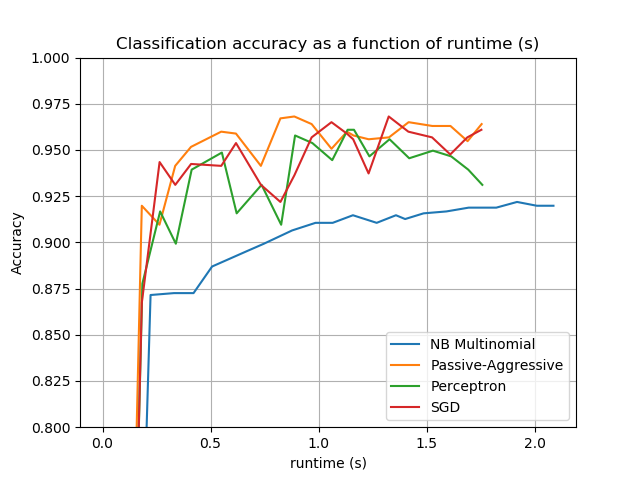 Classification accuracy as a function of runtime (s)
1.000
0.975
0.950
0.925
0.900
0.875
0.850
0.825
0.800
Accuracy
NB Multinomial
Passive-Aggressive
Perceptron
SGD
0.0 0.5 1.0 1.5 2.0
runtime (s)